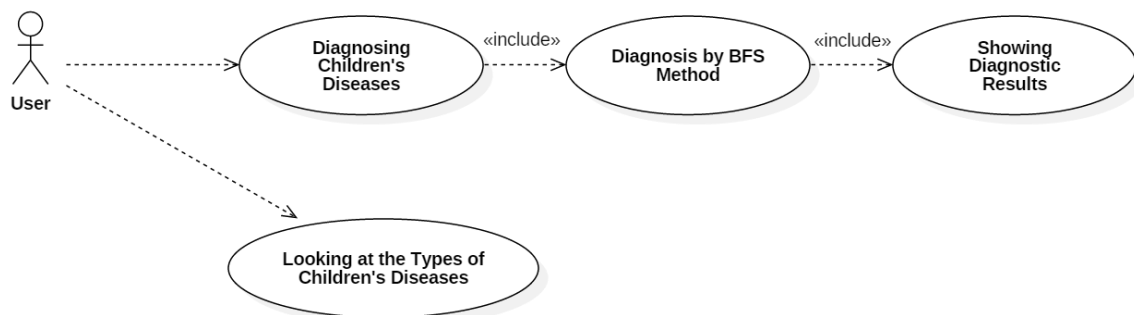 User
Diagnosing
Children's
Diseases
«include»
Diagnosis by BFS
Method
«include»
Showing
Diagnostic
Results
Looking at the Types of
Children's Diseases